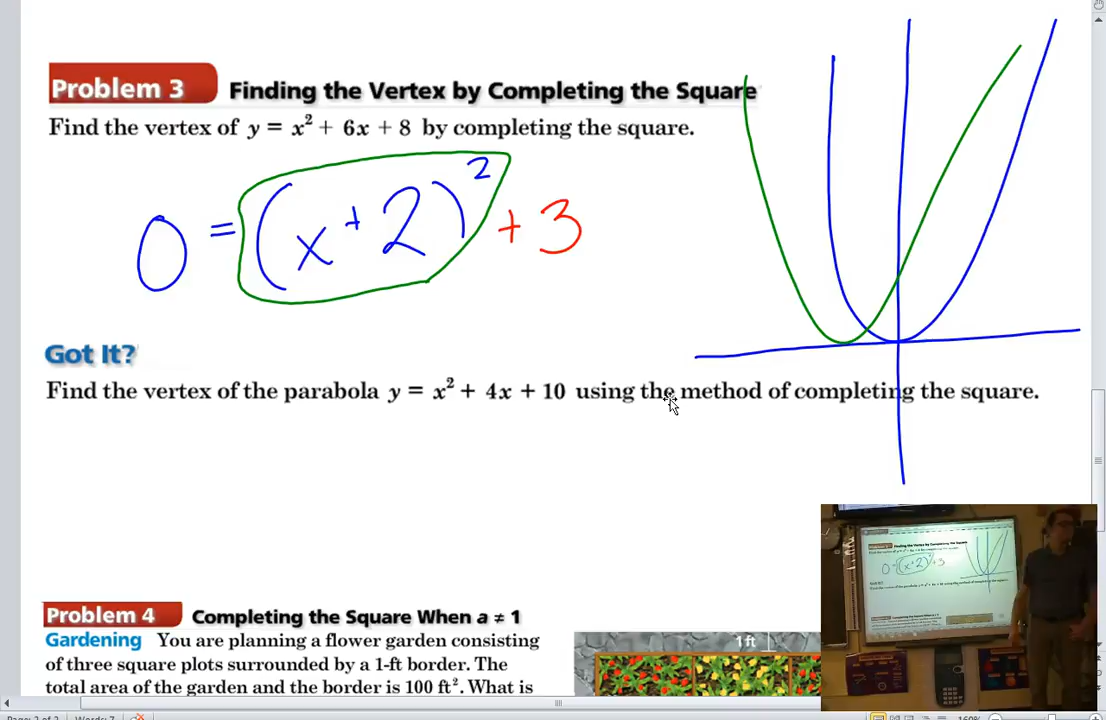 Problem 3 Finding the Vertex by Completing the Square
Find the vertex of y = x² + 6x + 8 by completing the square.
0 = (x + 2)² + 3
Got It?
Find the vertex of the parabola y = x² + 4x + 10 using the method of completing the square.
Problem 4 Completing the Square When a ≠ 1
Gardening You are planning a flower garden consisting
of three square plots surrounded by a 1-ft border. The
total area of the garden and the border is 100 ft². What is
1 ft